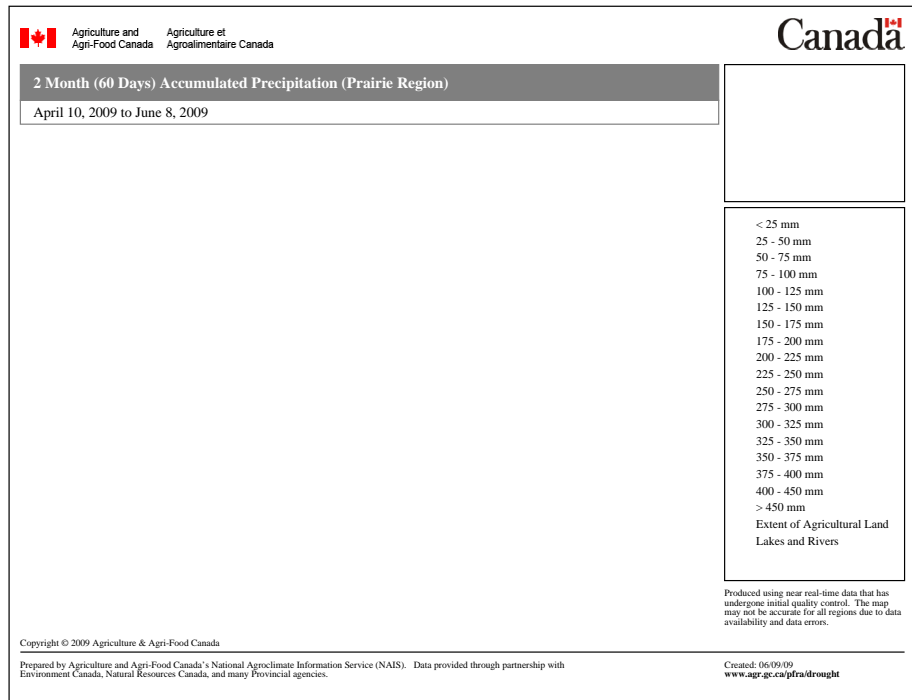 Agriculture and
Agri-Food Canada
Agriculture et
Agroalimentaire Canada
Canada
2 Month (60 Days) Accumulated Precipitation (Prairie Region)
April 10, 2009 to June 8, 2009
< 25 mm
25 - 50 mm
50 - 75 mm
75 - 100 mm
100 - 125 mm
125 - 150 mm
150 - 175 mm
175 - 200 mm
200 - 225 mm
225 - 250 mm
250 - 275 mm
275 - 300 mm
300 - 325 mm
325 - 350 mm
350 - 375 mm
375 - 400 mm
400 - 450 mm
> 450 mm
Extent of Agricultural Land
Lakes and Rivers
Produced using near real-time data that has
undergone initial quality control. The map
may not be accurate for all regions due to data
availability and data errors.
Copyright © 2009 Agriculture & Agri-Food Canada
Prepared by Agriculture and Agri-Food Canada's National Agroclimate Information Service (NAIS). Data provided through partnership with
Environment Canada, Natural Resources Canada, and many Provincial agencies.
Created: 06/09/09
www.agr.gc.ca/pfra/drought